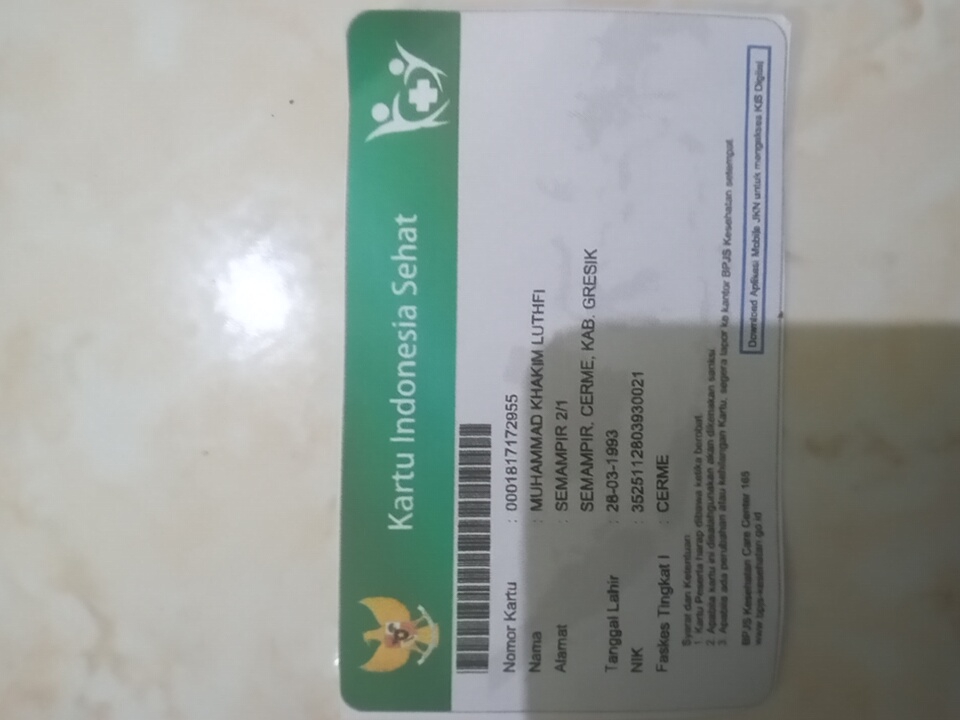 Kartu Indonesia Sehat
Nomor Kartu : 0001817172955
Nama : MUHAMMAD KHAKIM LUTHFI
Alamat : SEMAMPIR 2/1
SEMAMPIR, CERME, KAB. GRESIK
Tanggal Lahir : 28-03-1993
NIK : 3525112803930021
Faskes Tingkat I : CERME
Syarat dan Ketentuan
1. Kartu Peserta harap dibawa ketika berobat.
2. Apabila kartu ini disalahgunakan akan dikenakan sanksi
3. Apabila ada perubahan atau kehilangan Kartu, segera lapor ke kantor BPJS Kesehatan setempat
BPJS Kesehatan Care Center 165
www.bpjs-kesehatan.go.id
Download Aplikasi Mobile JKN untuk mengakses KIS Digital